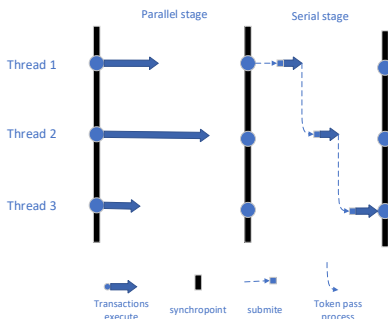 Parallel stage
Serial stage
Thread 1
Thread 2
Thread 3
Transactions
execute
synchropoint
submite
Token pass
process